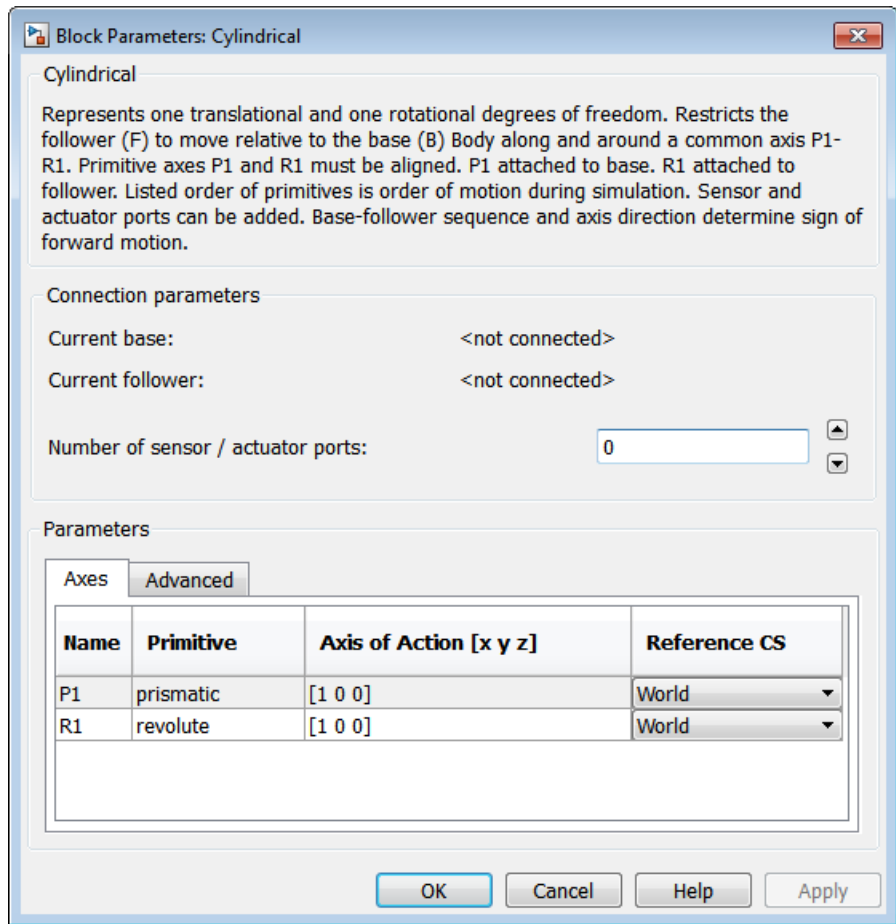 Block Parameters: Cylindrical
Cylindrical
Represents one translational and one rotational degrees of freedom. Restricts the
follower (F) to move relative to the base (B) Body along and around a common axis P1-
R1. Primitive axes P1 and R1 must be aligned. P1 attached to base. R1 attached to
follower. Listed order of primitives is order of motion during simulation. Sensor and
actuator ports can be added. Base-follower sequence and axis direction determine sign of
forward motion.
Connection parameters
Current base: <not connected>
Current follower: <not connected>
Number of sensor / actuator ports: 0
Parameters
Axes Advanced
Name Primitive Axis of Action [x y z] Reference CS
P1 prismatic [1 0 0] World
R1 revolute [1 0 0] World
OK Cancel Help Apply